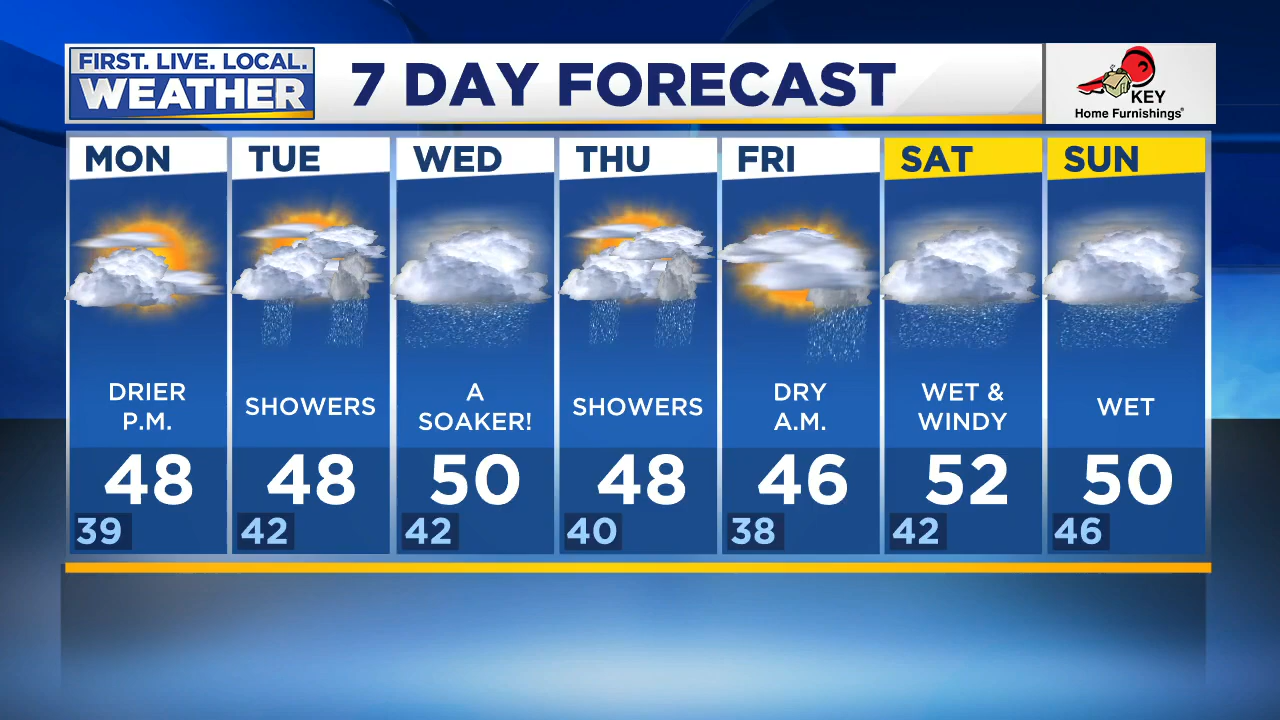 FIRST. LIVE. LOCAL.
WEATHER
7 DAY FORECAST
KEY
Home Furnishings®
MON TUE WED THU FRI SAT SUN
DRIER
P.M.
SHOWERS
A
SOAKER!
SHOWERS
DRY
A.M.
WET &
WINDY
WET
48 48 50 48 46 52 50
39 42 42 40 38 42 46